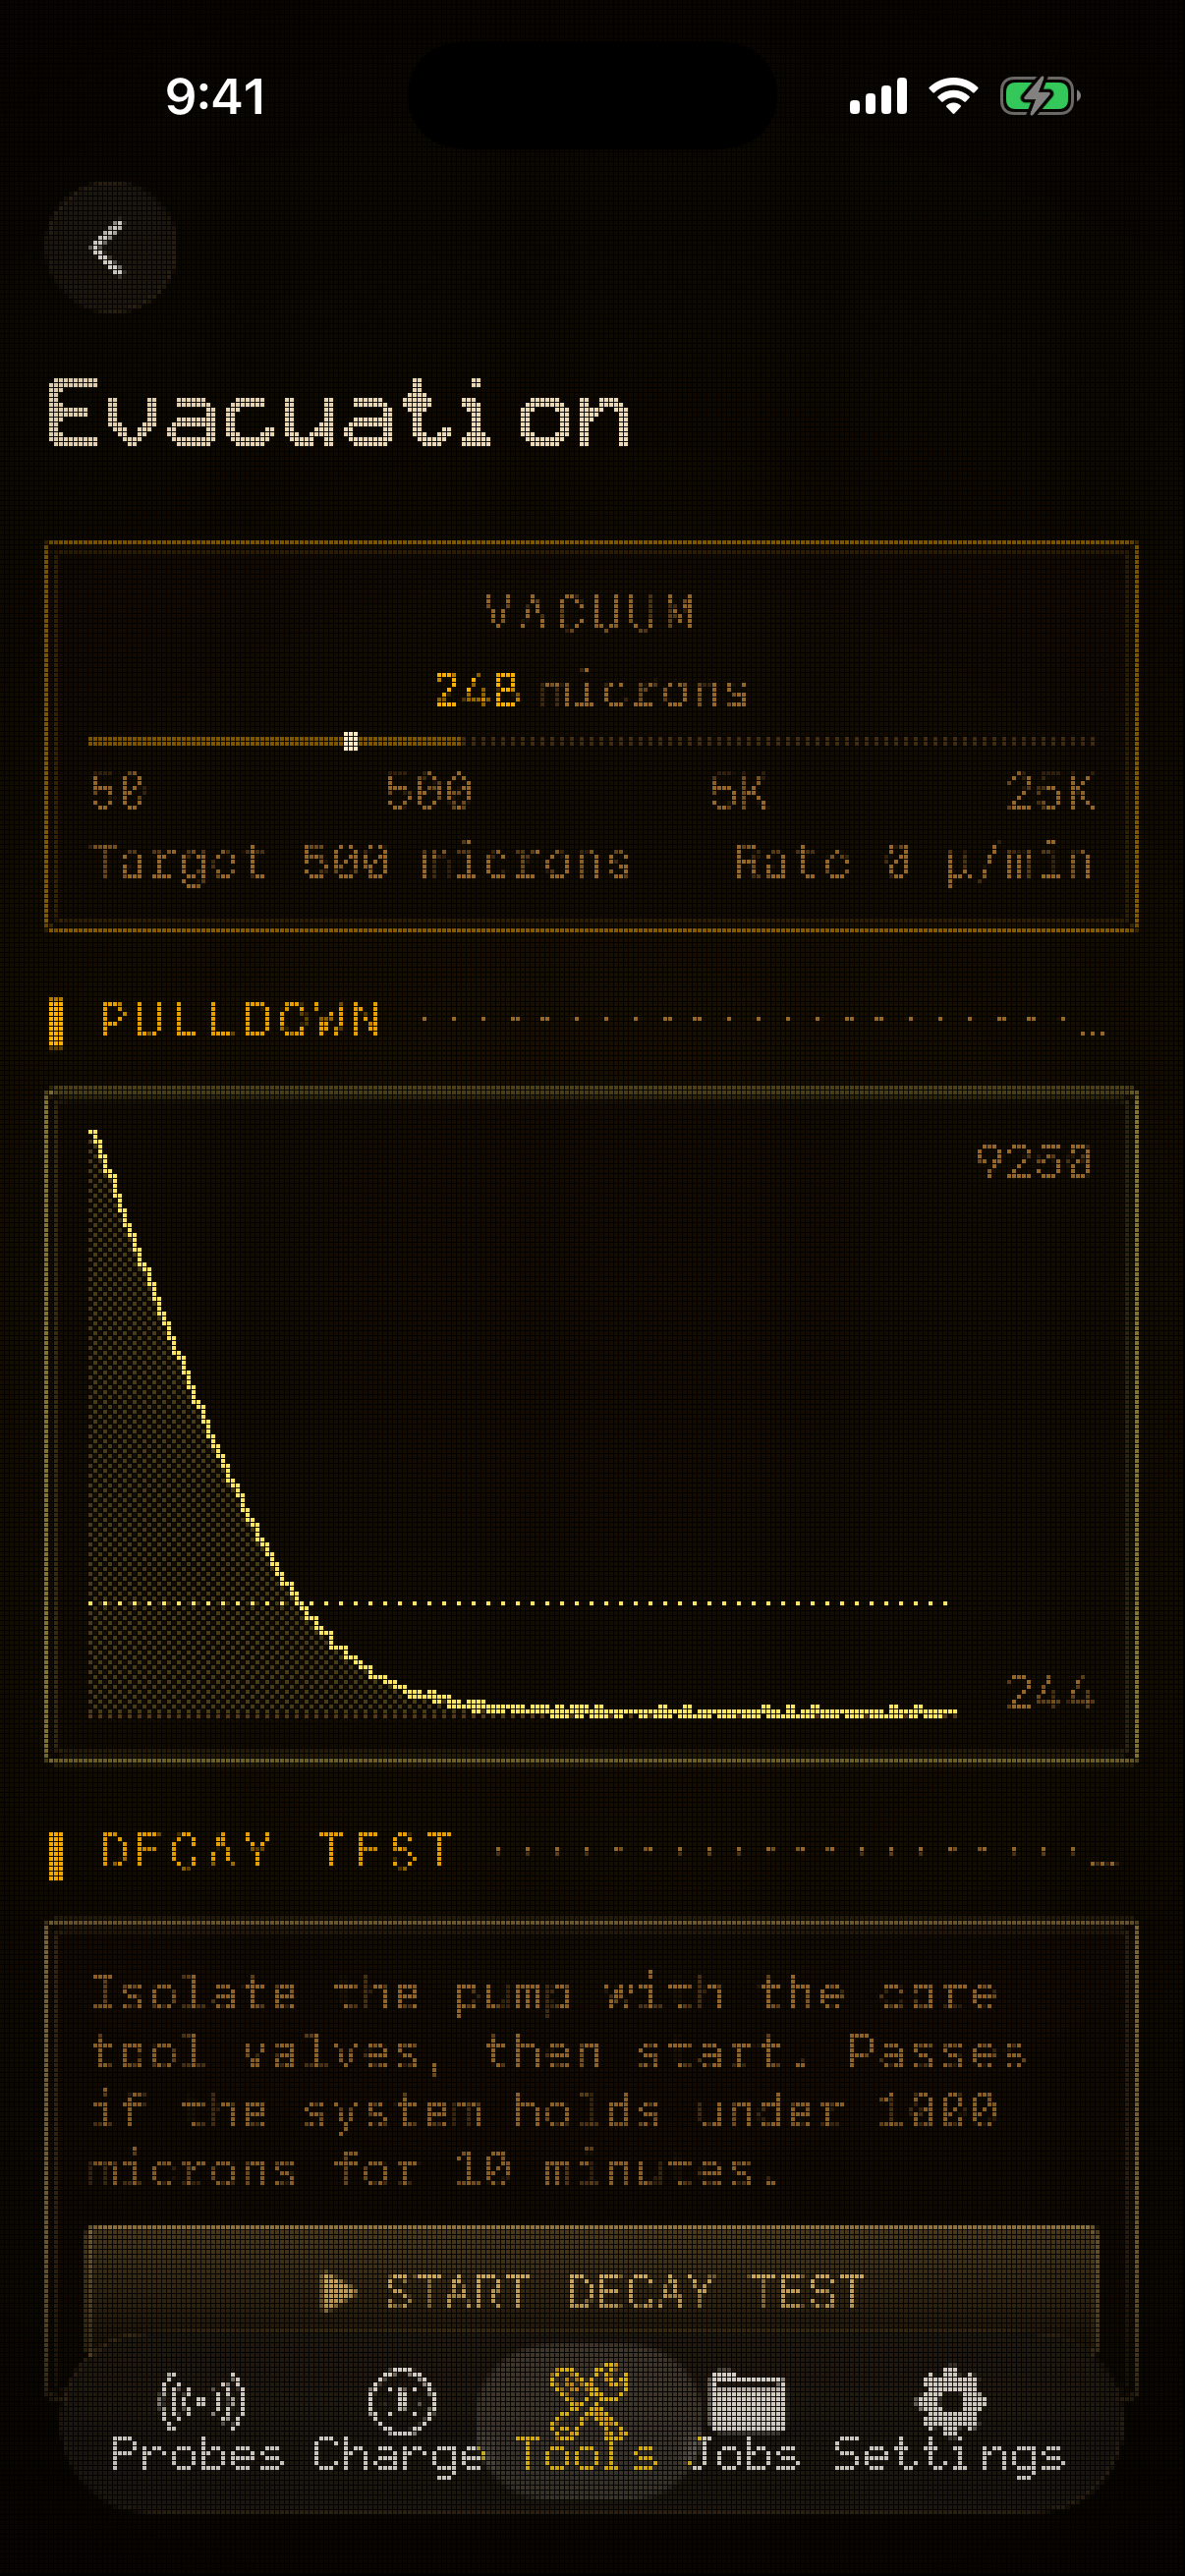 9:41
Evacuation
VACUUM
248 microns
50 500 5K 25K
Target 500 microns Rate 0 µ/min
PULLDOWN
9250
244
DECAY TEST
Isolate the pump with the core
tool valves, then start. Passes
if the system holds under 1000
microns for 10 minutes.
▶ START DECAY TEST
Probes Charge Tools Jobs Settings